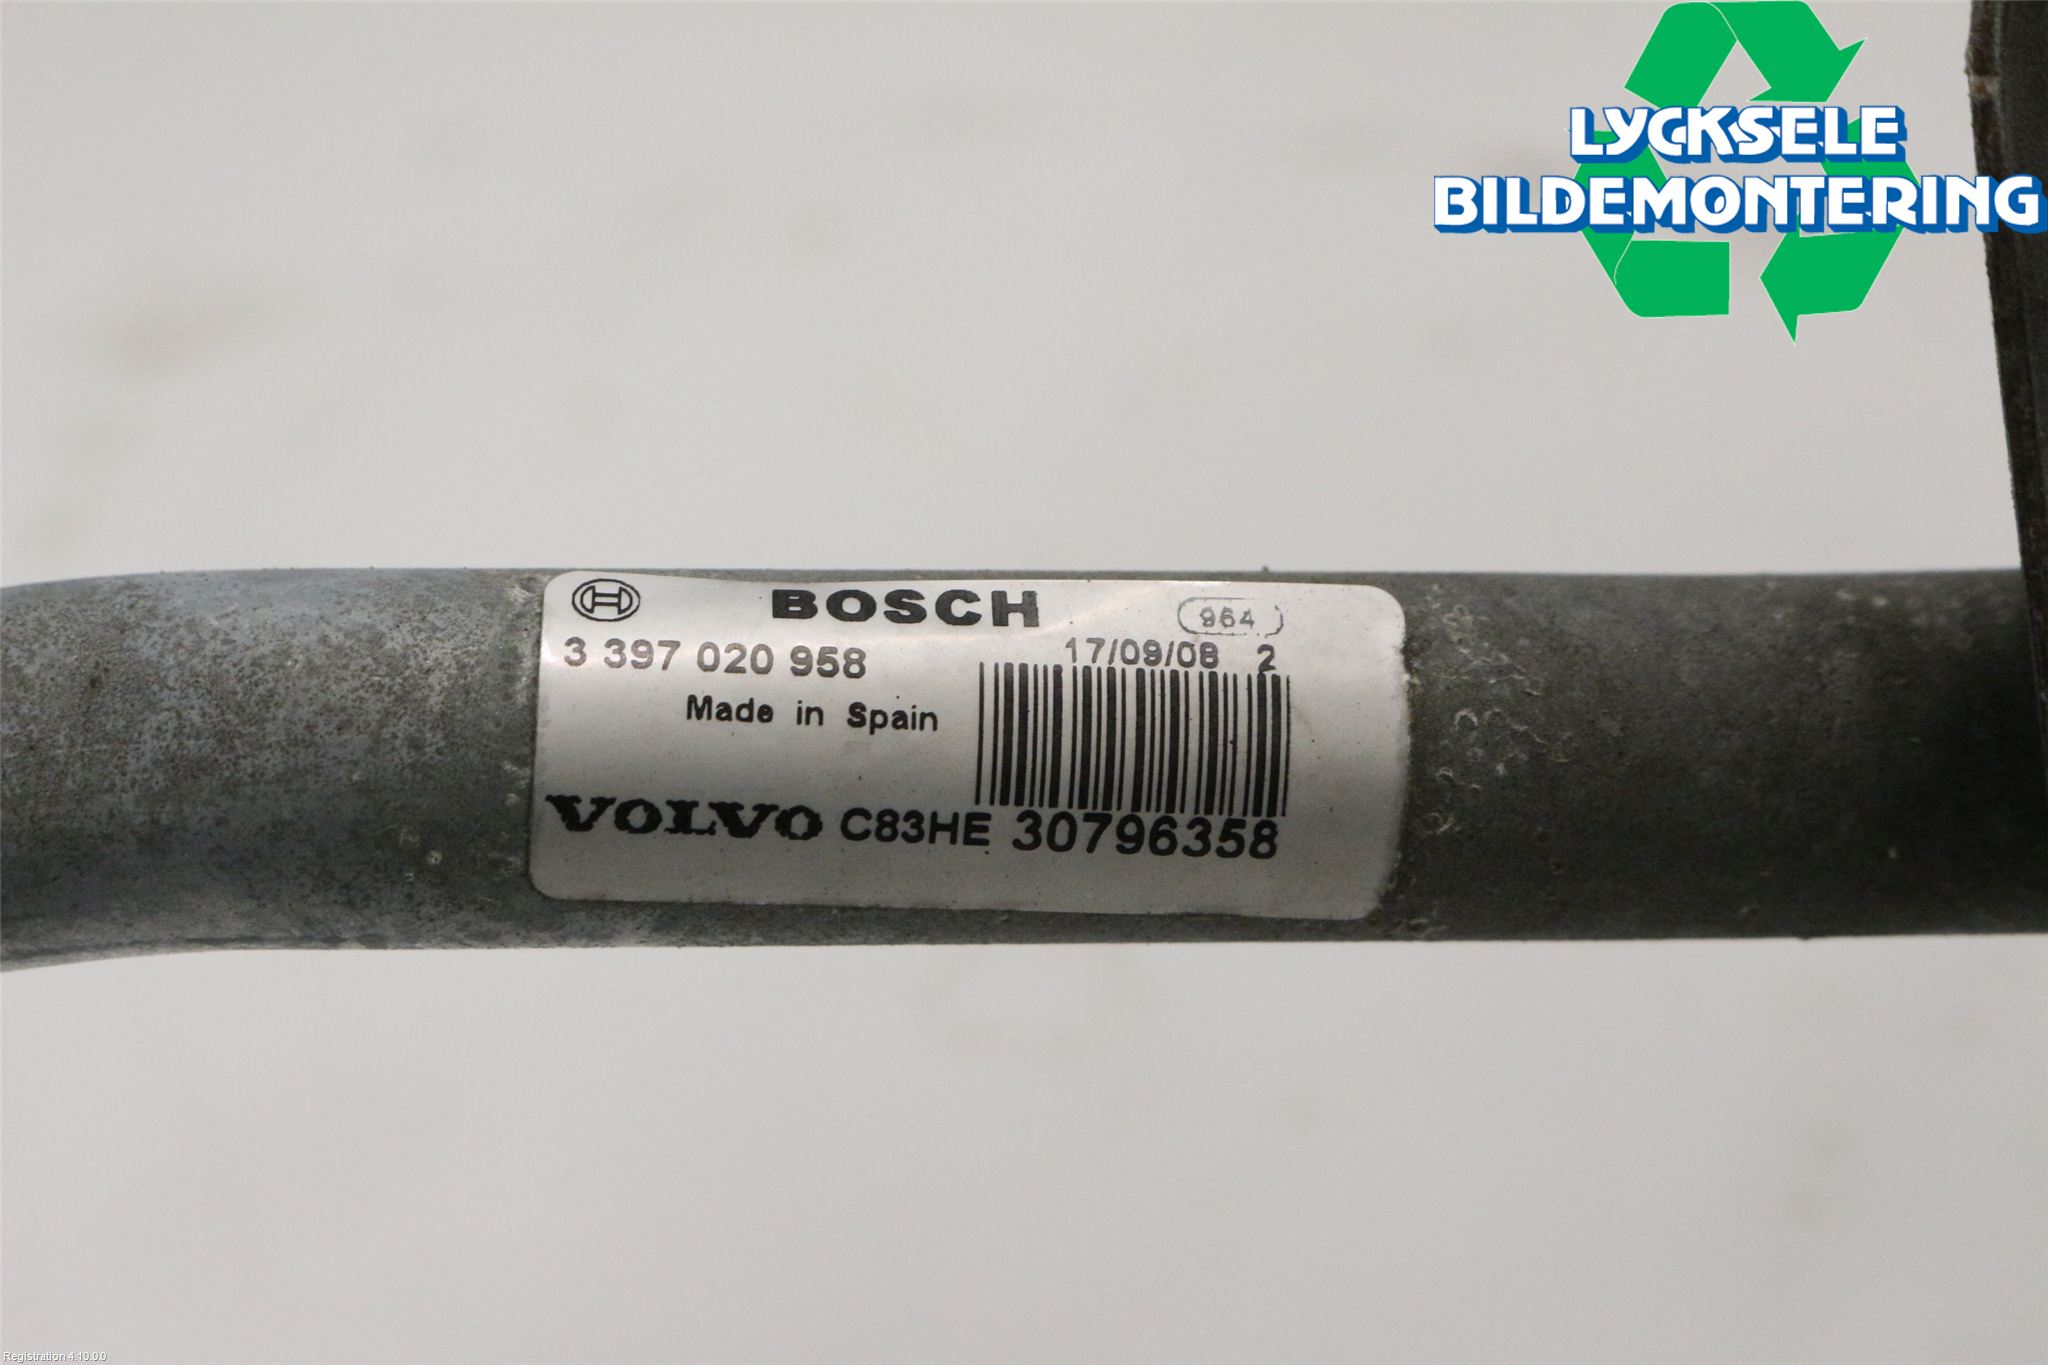 LYCKSELE
BILDEMONTERING
BOSCH 964
3 397 020 958 17/09/08 2
Made in Spain
VOLVO C83HE 30796358
Registration 4.10.0.0